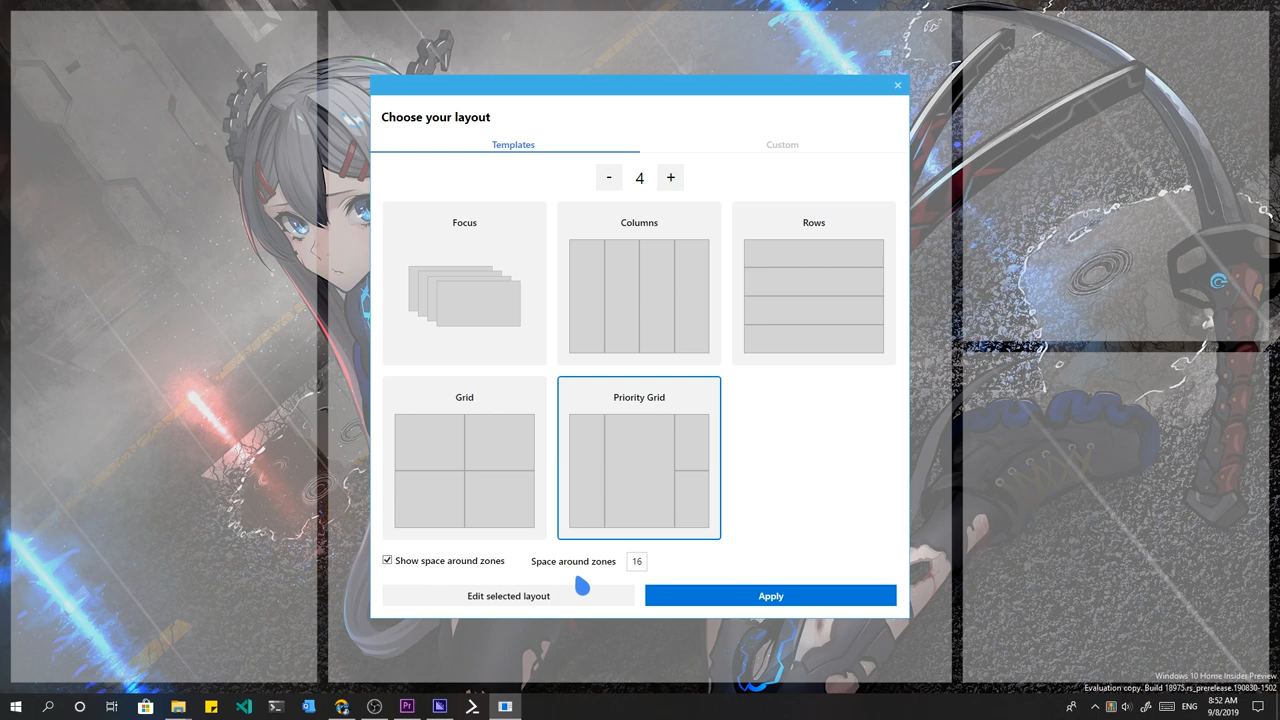 Choose your layout
Templates
Custom
- 4 +
Focus
Columns
Rows
Grid
Priority Grid
Show space around zones
Space around zones 16
Edit selected layout
Apply
Windows 10 Home Insider Preview
Evaluation copy. Build 18975.rs_prerelease.190830-1502
Pr
ENG
8:52 AM
9/8/2019